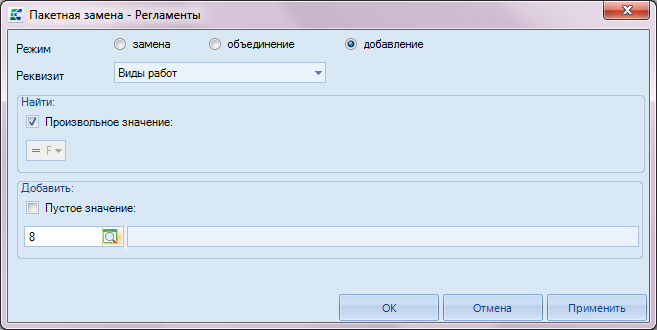 Пакетная замена - Регламенты
Режим замена объединение добавление
Реквизит Виды работ
Найти:
Произвольное значение:
= F
Добавить:
Пустое значение:
8
ОК Отмена Применить